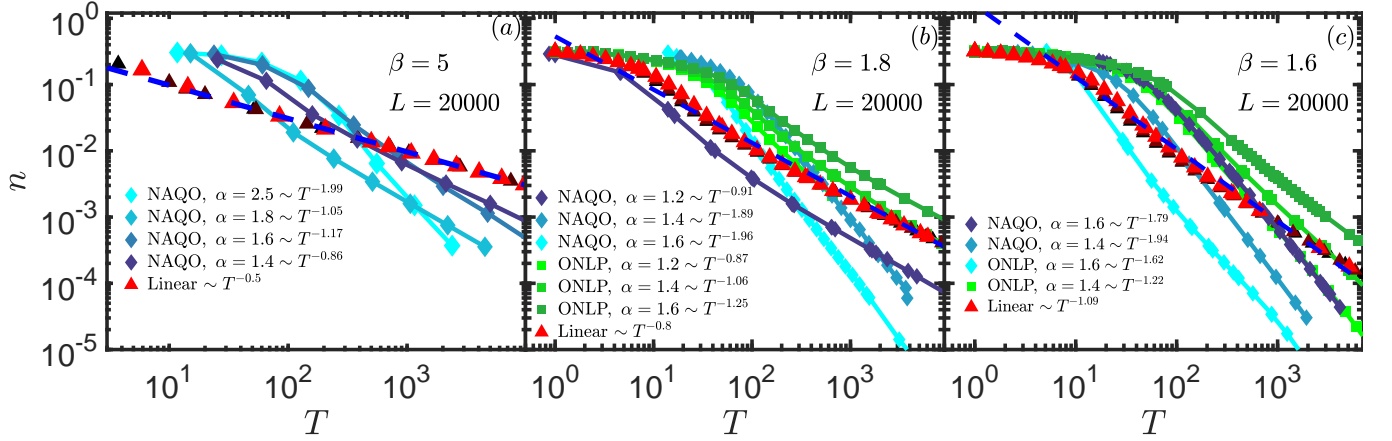 (a)
β = 5
L = 20000
n
10^0
10^-1
10^-2
10^-3
10^-4
10^-5
NAQO, α = 2.5 ∼ T^-1.99
NAQO, α = 1.8 ∼ T^-1.05
NAQO, α = 1.6 ∼ T^-1.17
NAQO, α = 1.4 ∼ T^-0.86
Linear ∼ T^-0.5
10^1
10^2
10^3
T
(b)
β = 1.8
L = 20000
NAQO, α = 1.2 ∼ T^-0.91
NAQO, α = 1.4 ∼ T^-1.89
NAQO, α = 1.6 ∼ T^-1.96
ONLP, α = 1.2 ∼ T^-0.87
ONLP, α = 1.4 ∼ T^-1.06
ONLP, α = 1.6 ∼ T^-1.25
Linear ∼ T^-0.8
10^0
10^1
10^2
10^3
T
(c)
β = 1.6
L = 20000
NAQO, α = 1.6 ∼ T^-1.79
NAQO, α = 1.4 ∼ T^-1.94
ONLP, α = 1.6 ∼ T^-1.62
ONLP, α = 1.4 ∼ T^-1.22
Linear ∼ T^-1.09
10^0
10^1
10^2
10^3
T